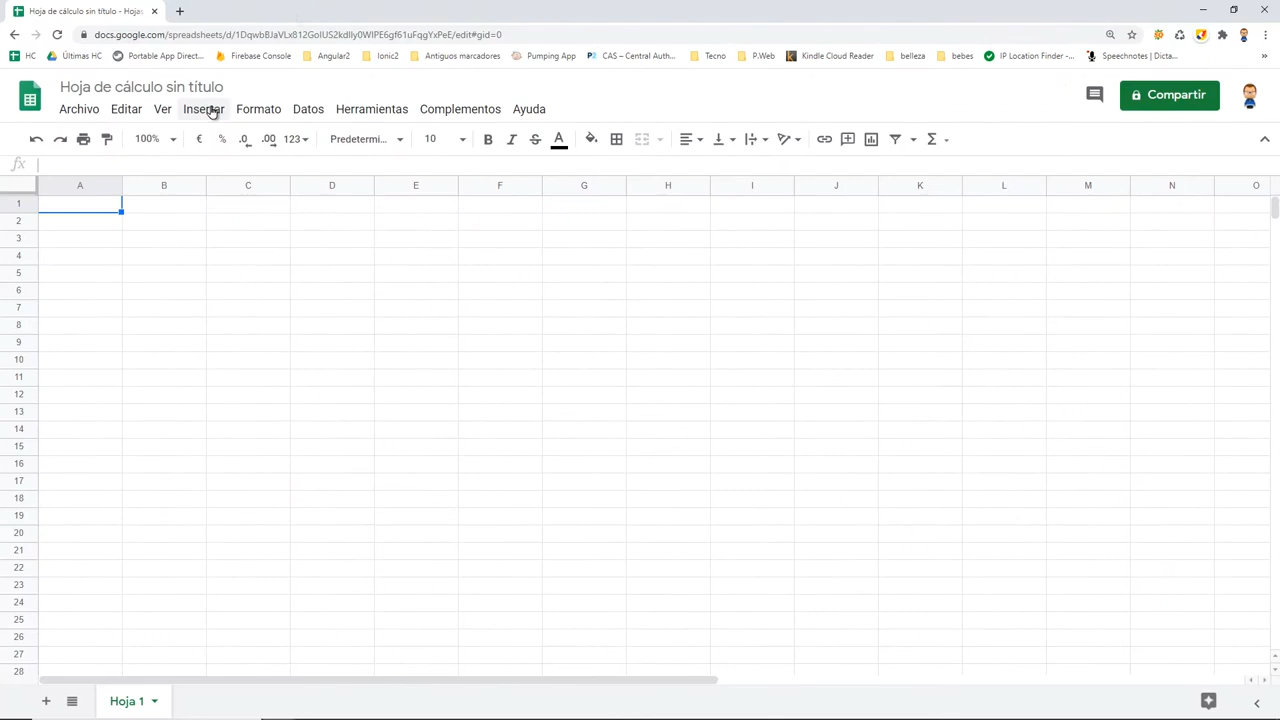 Hoja de cálculo sin título - Hojas
docs.google.com/spreadsheets/d/1DqwbBJaVLx812GoIUS2kdlly0WIPE6gf61uFqgYxPeE/edit#gid=0
HC Últimas HC Portable App Direct... Firebase Console Angular2 Ionic2 Antiguos marcadores Pumping App CAS – Central Auth... Tecno P.Web Kindle Cloud Reader belleza bebes IP Location Finder -... Speechnotes | Dicta... »
Hoja de cálculo sin título
Archivo Editar Ver Insertar Formato Datos Herramientas Complementos Ayuda
Compartir
100% € % .0 .00 123 Predetermi... 10 B I S A Σ
fx
A B C D E F G H I J K L M N O
1
2
3
4
5
6
7
8
9
10
11
12
13
14
15
16
17
18
19
20
21
22
23
24
25
26
27
28
Hoja 1